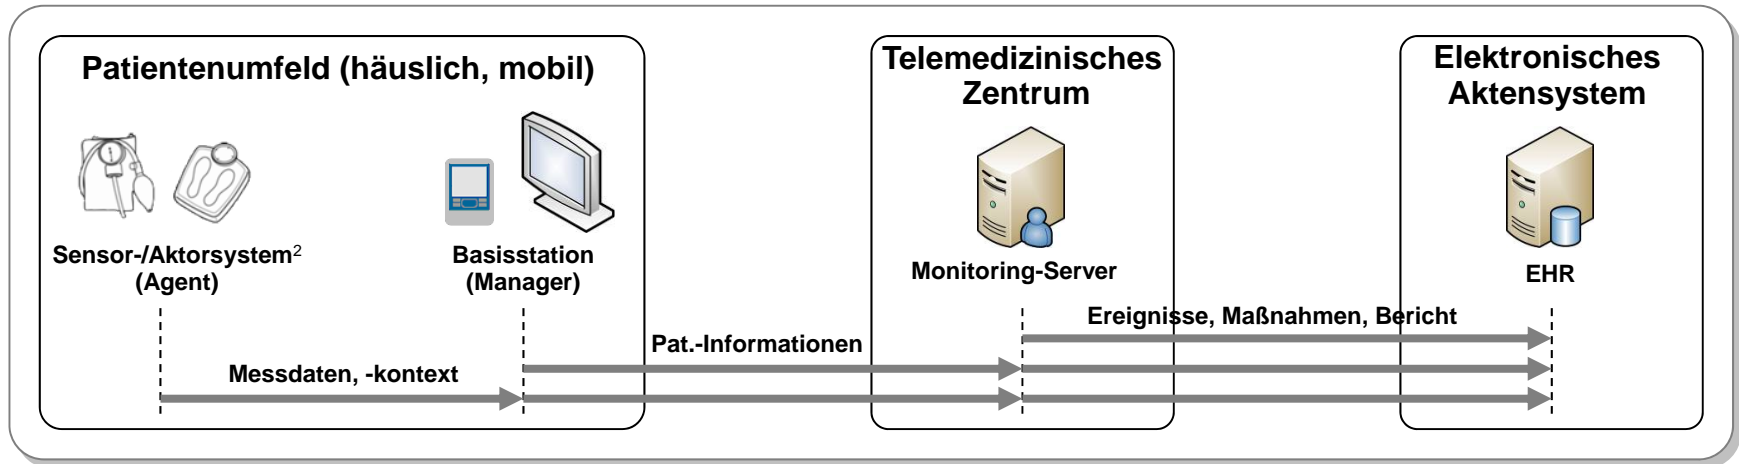 Patientenumfeld (häuslich, mobil)
Sensor-/Aktorsystem²
(Agent)
Basisstation
(Manager)
Telemedizinisches
Zentrum
Monitoring-Server
Elektronisches
Aktensystem
EHR
Ereignisse, Maßnahmen, Bericht
Pat.-Informationen
Messdaten, -kontext